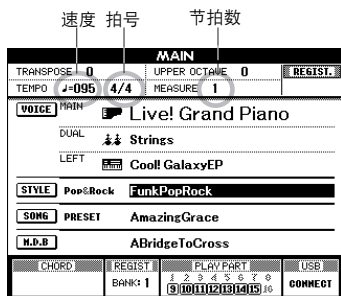 速度 拍号 节拍数
MAIN
TRANSPOSE 0 UPPER OCTAVE 0 REGIST.
TEMPO ♩=095 4/4 MEASURE 1
VOICE MAIN Live! Grand Piano
DUAL Strings
LEFT Cool! GalaxyEP
STYLE Pop&Rock FunkPopRock
SONG PRESET AmazingGrace
M.D.B ABridgeToCross
CHORD REGIST PLAY PART USB
BANK: 1 1 2 3 4 5 6 7 8 CONNECT
9 10 11 12 13 14 15 16